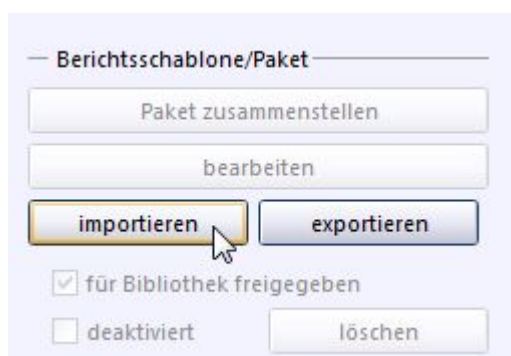 Berichtsschablone/Paket
Paket zusammenstellen
bearbeiten
importieren exportieren
für Bibliothek freigegeben
deaktiviert löschen